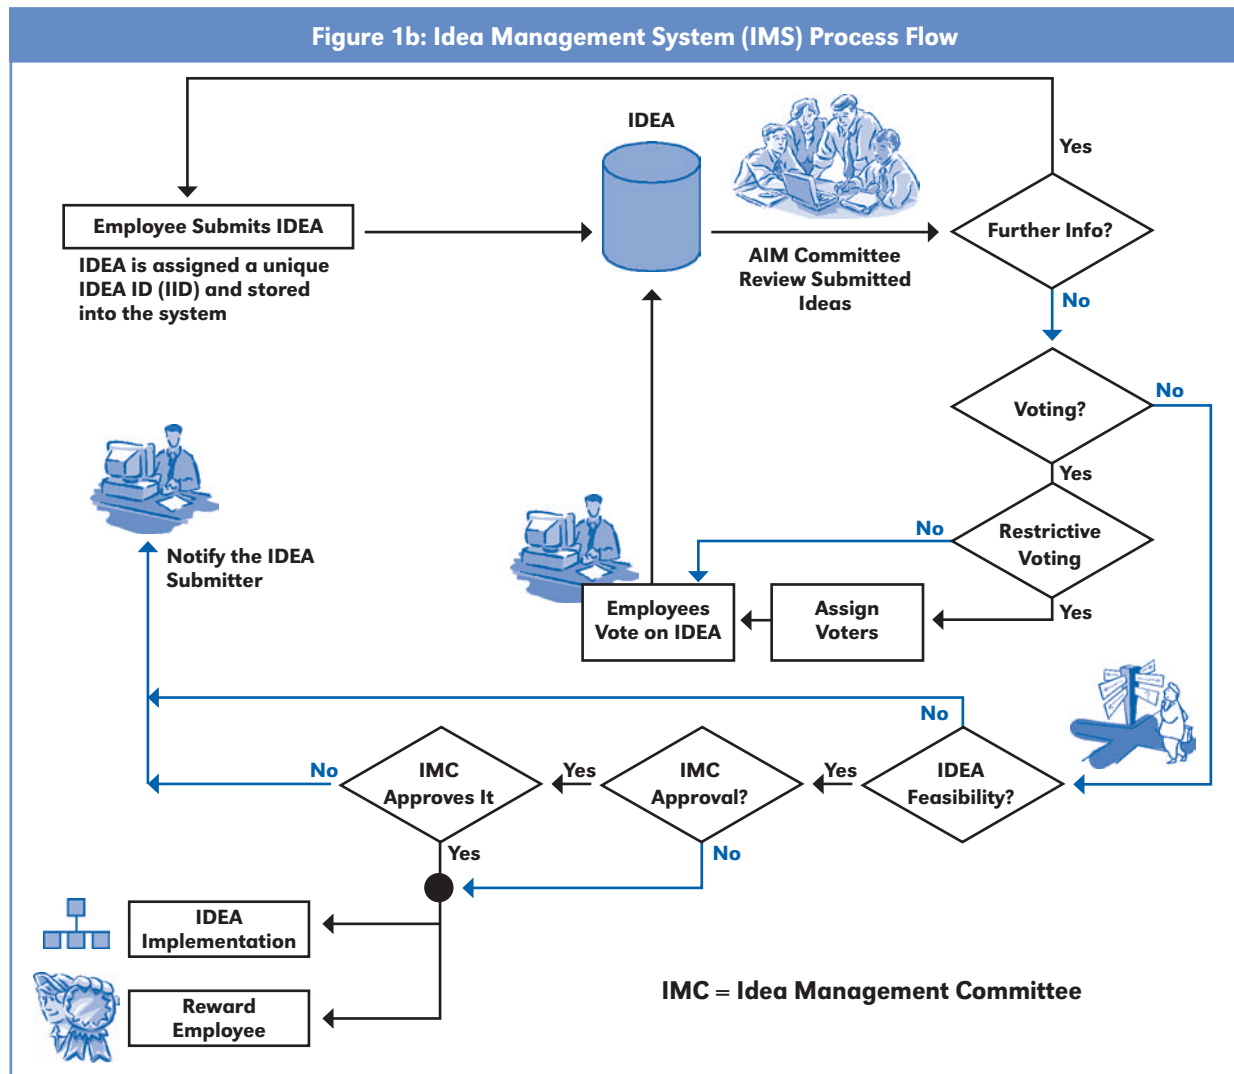 Figure 1b: Idea Management System (IMS) Process Flow
IDEA
Yes
Employee Submits IDEA
Further Info?
IDEA is assigned a unique
IDEA ID (IID) and stored
into the system
AIM Committee
Review Submitted
Ideas
No
Voting?
No
Yes
Restrictive
Voting
No
Yes
Notify the IDEA
Submitter
Employees
Vote on IDEA
Assign
Voters
No
IDEA
Feasibility?
Yes
IMC
Approval?
Yes
IMC
Approves It
No
Yes
No
IDEA
Implementation
Reward
Employee
IMC = Idea Management Committee